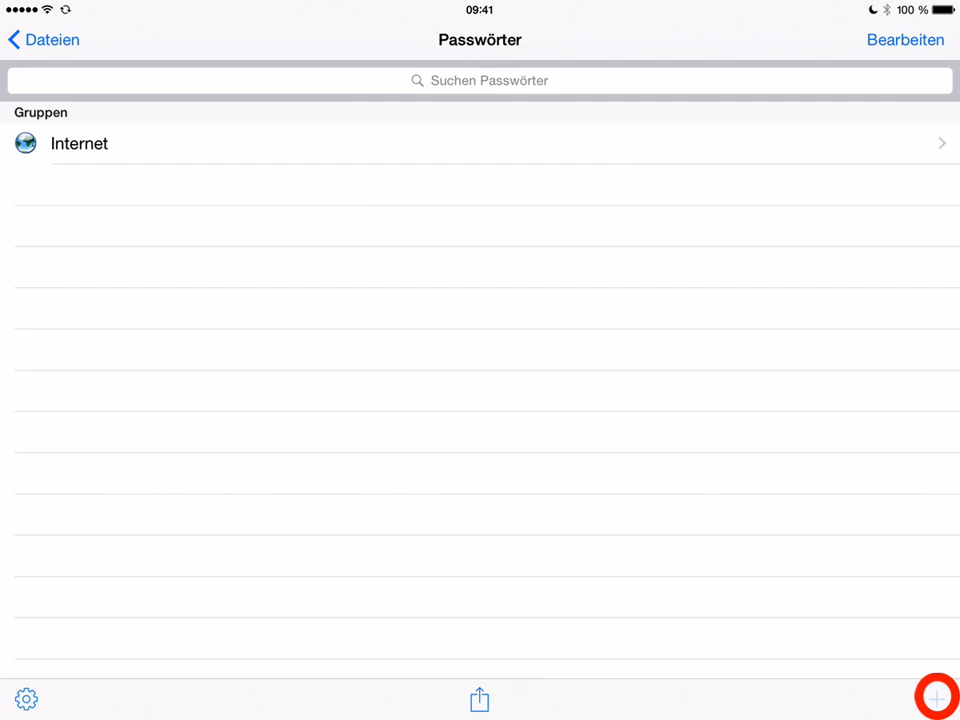 09:41
100 %
Dateien
Passwörter
Bearbeiten
Suchen Passwörter
Gruppen
Internet